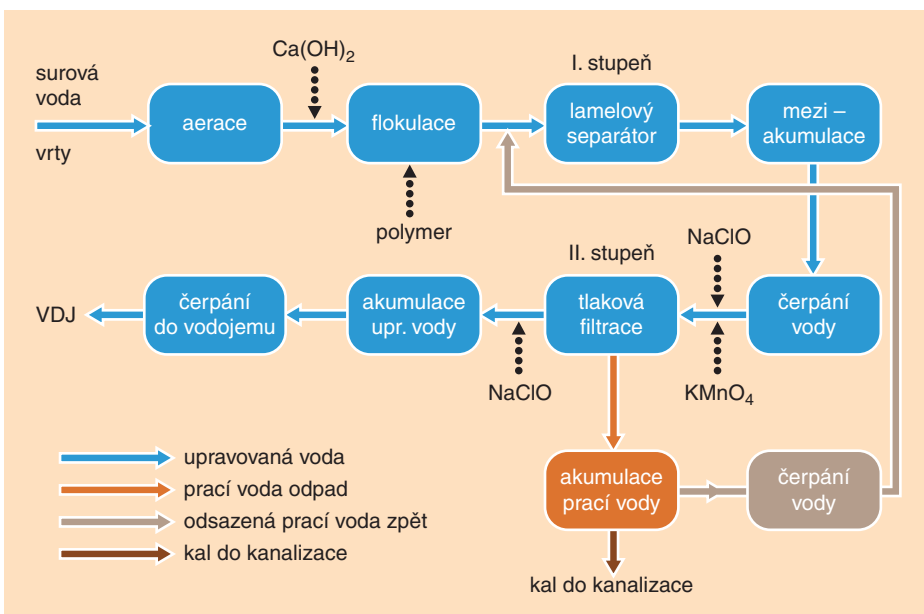 surová
voda
vrty
aerace
Ca(OH)2
flokulace
polymer
I. stupeň
lamelový
separátor
mezi –
akumulace
VDJ
čerpání
do vodojemu
akumulace
upr. vody
NaClO
II. stupeň
tlaková
filtrace
NaClO
KMnO4
čerpání
vody
akumulace
prací vody
čerpání
vody
kal do kanalizace
upravovaná voda
prací voda odpad
odsazená prací voda zpět
kal do kanalizace